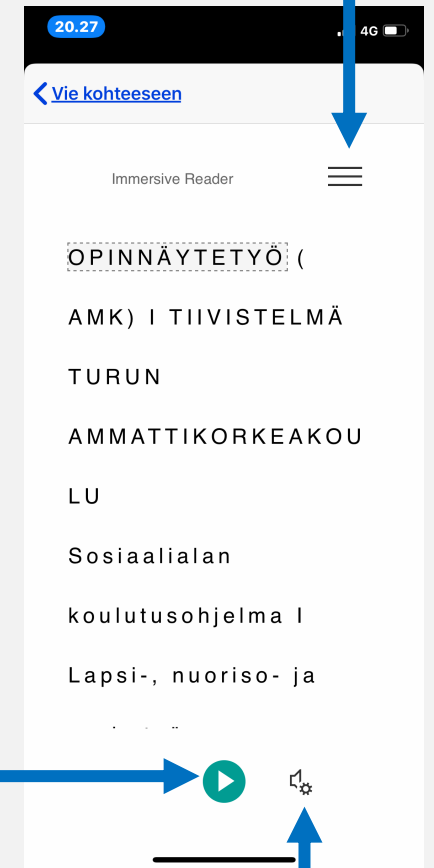 20.27
4G
Vie kohteeseen
Immersive Reader
OPINNÄYTETYÖ (
AMK) I TIIVISTELMÄ
TURUN
AMMATTIKORKEAKOU
LU
Sosiaalialan
koulutusohjelma I
Lapsi-, nuoriso- ja